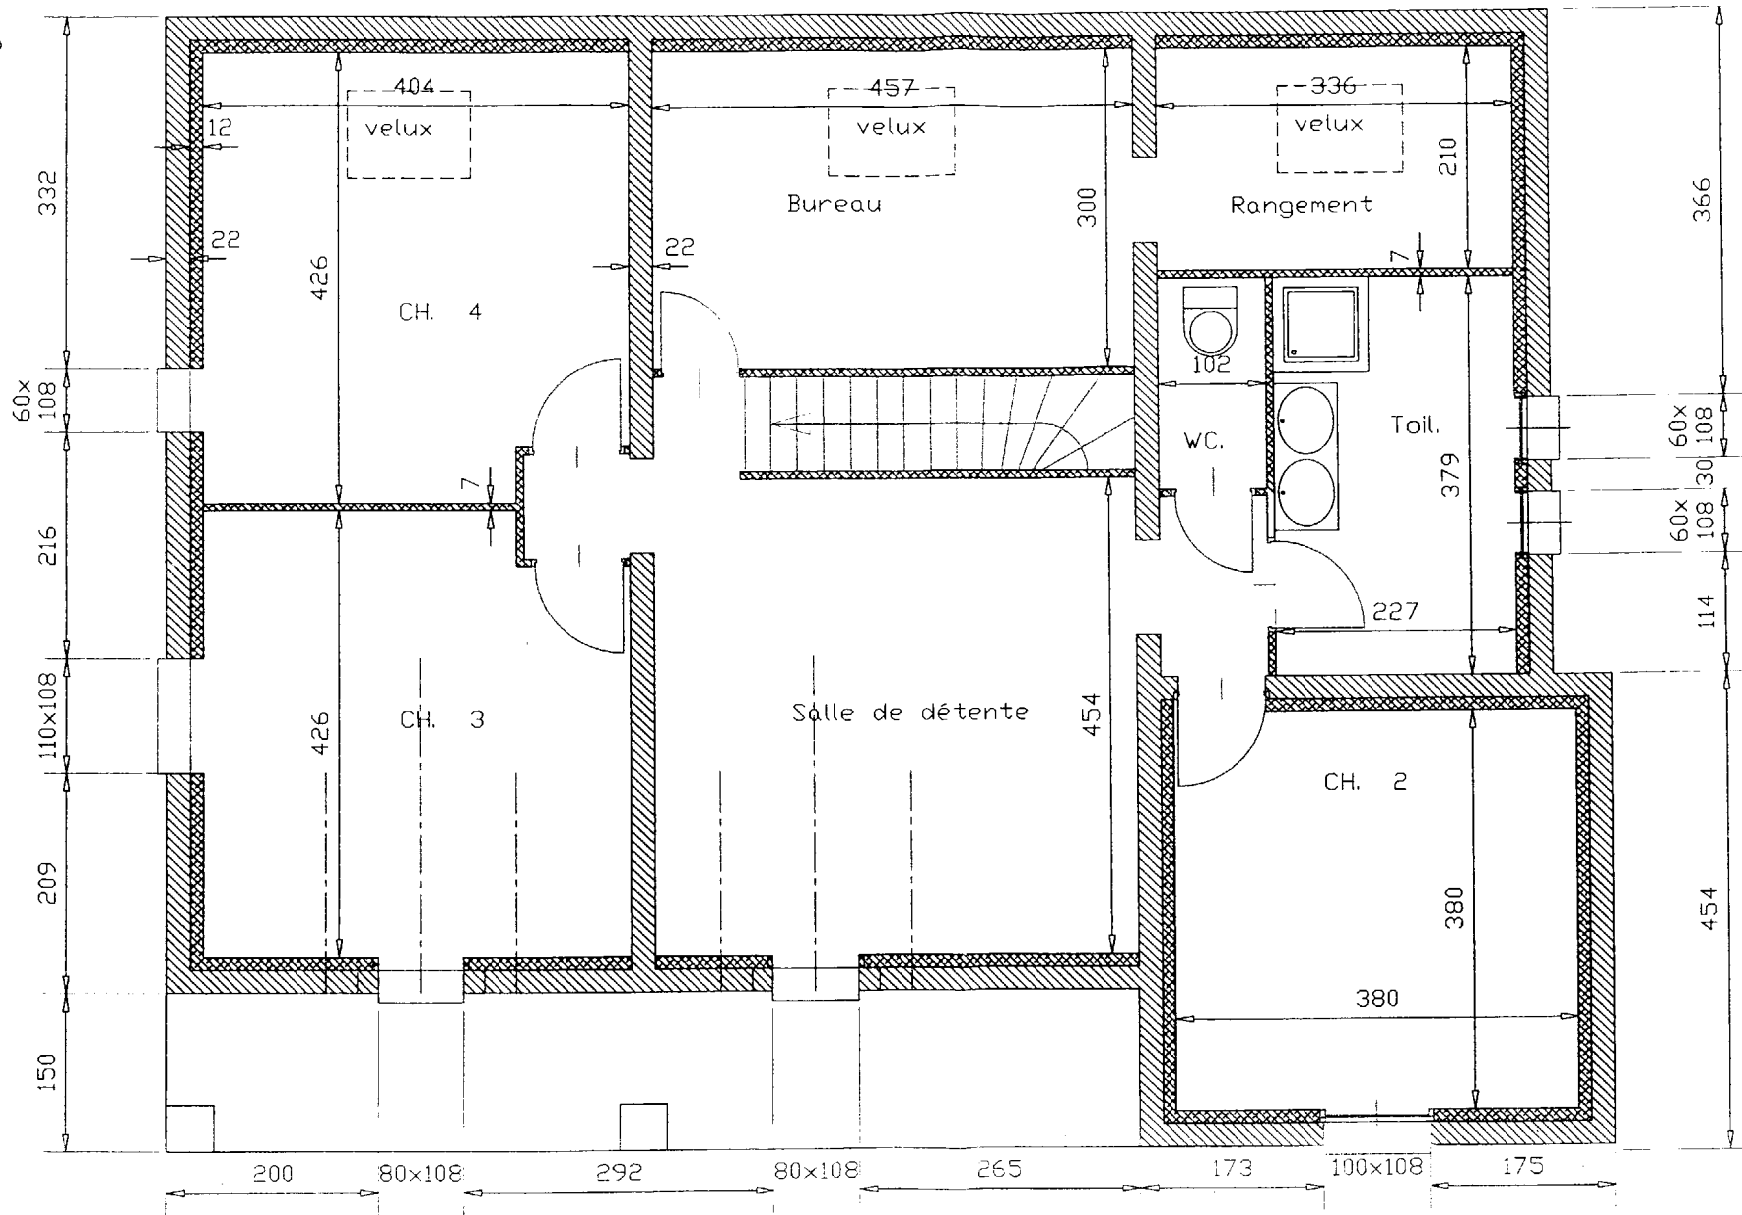 404
457
336
velux
velux
velux
12
332
22
426
300
210
366
Bureau
Rangement
22
7
CH. 4
102
60x
108
WC.
Toil.
60x
108
379
30
7
60x
108
216
227
114
110x108
CH. 3
426
Salle de détente
454
CH. 2
209
380
454
380
150
200
80x108
292
80x108
265
173
100x108
175